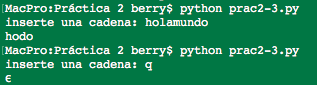 MacPro:Práctica 2 berry$ python prac2-3.py
inserte una cadena: holamundo
hodo
MacPro:Práctica 2 berry$ python prac2-3.py
inserte una cadena: q
ϵ